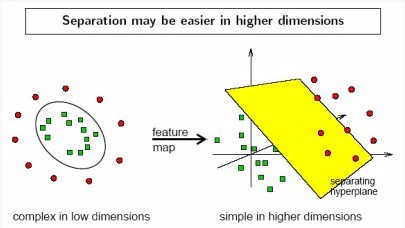 Separation may be easier in higher dimensions
feature
map
separating
hyperplane
complex in low dimensions
simple in higher dimensions